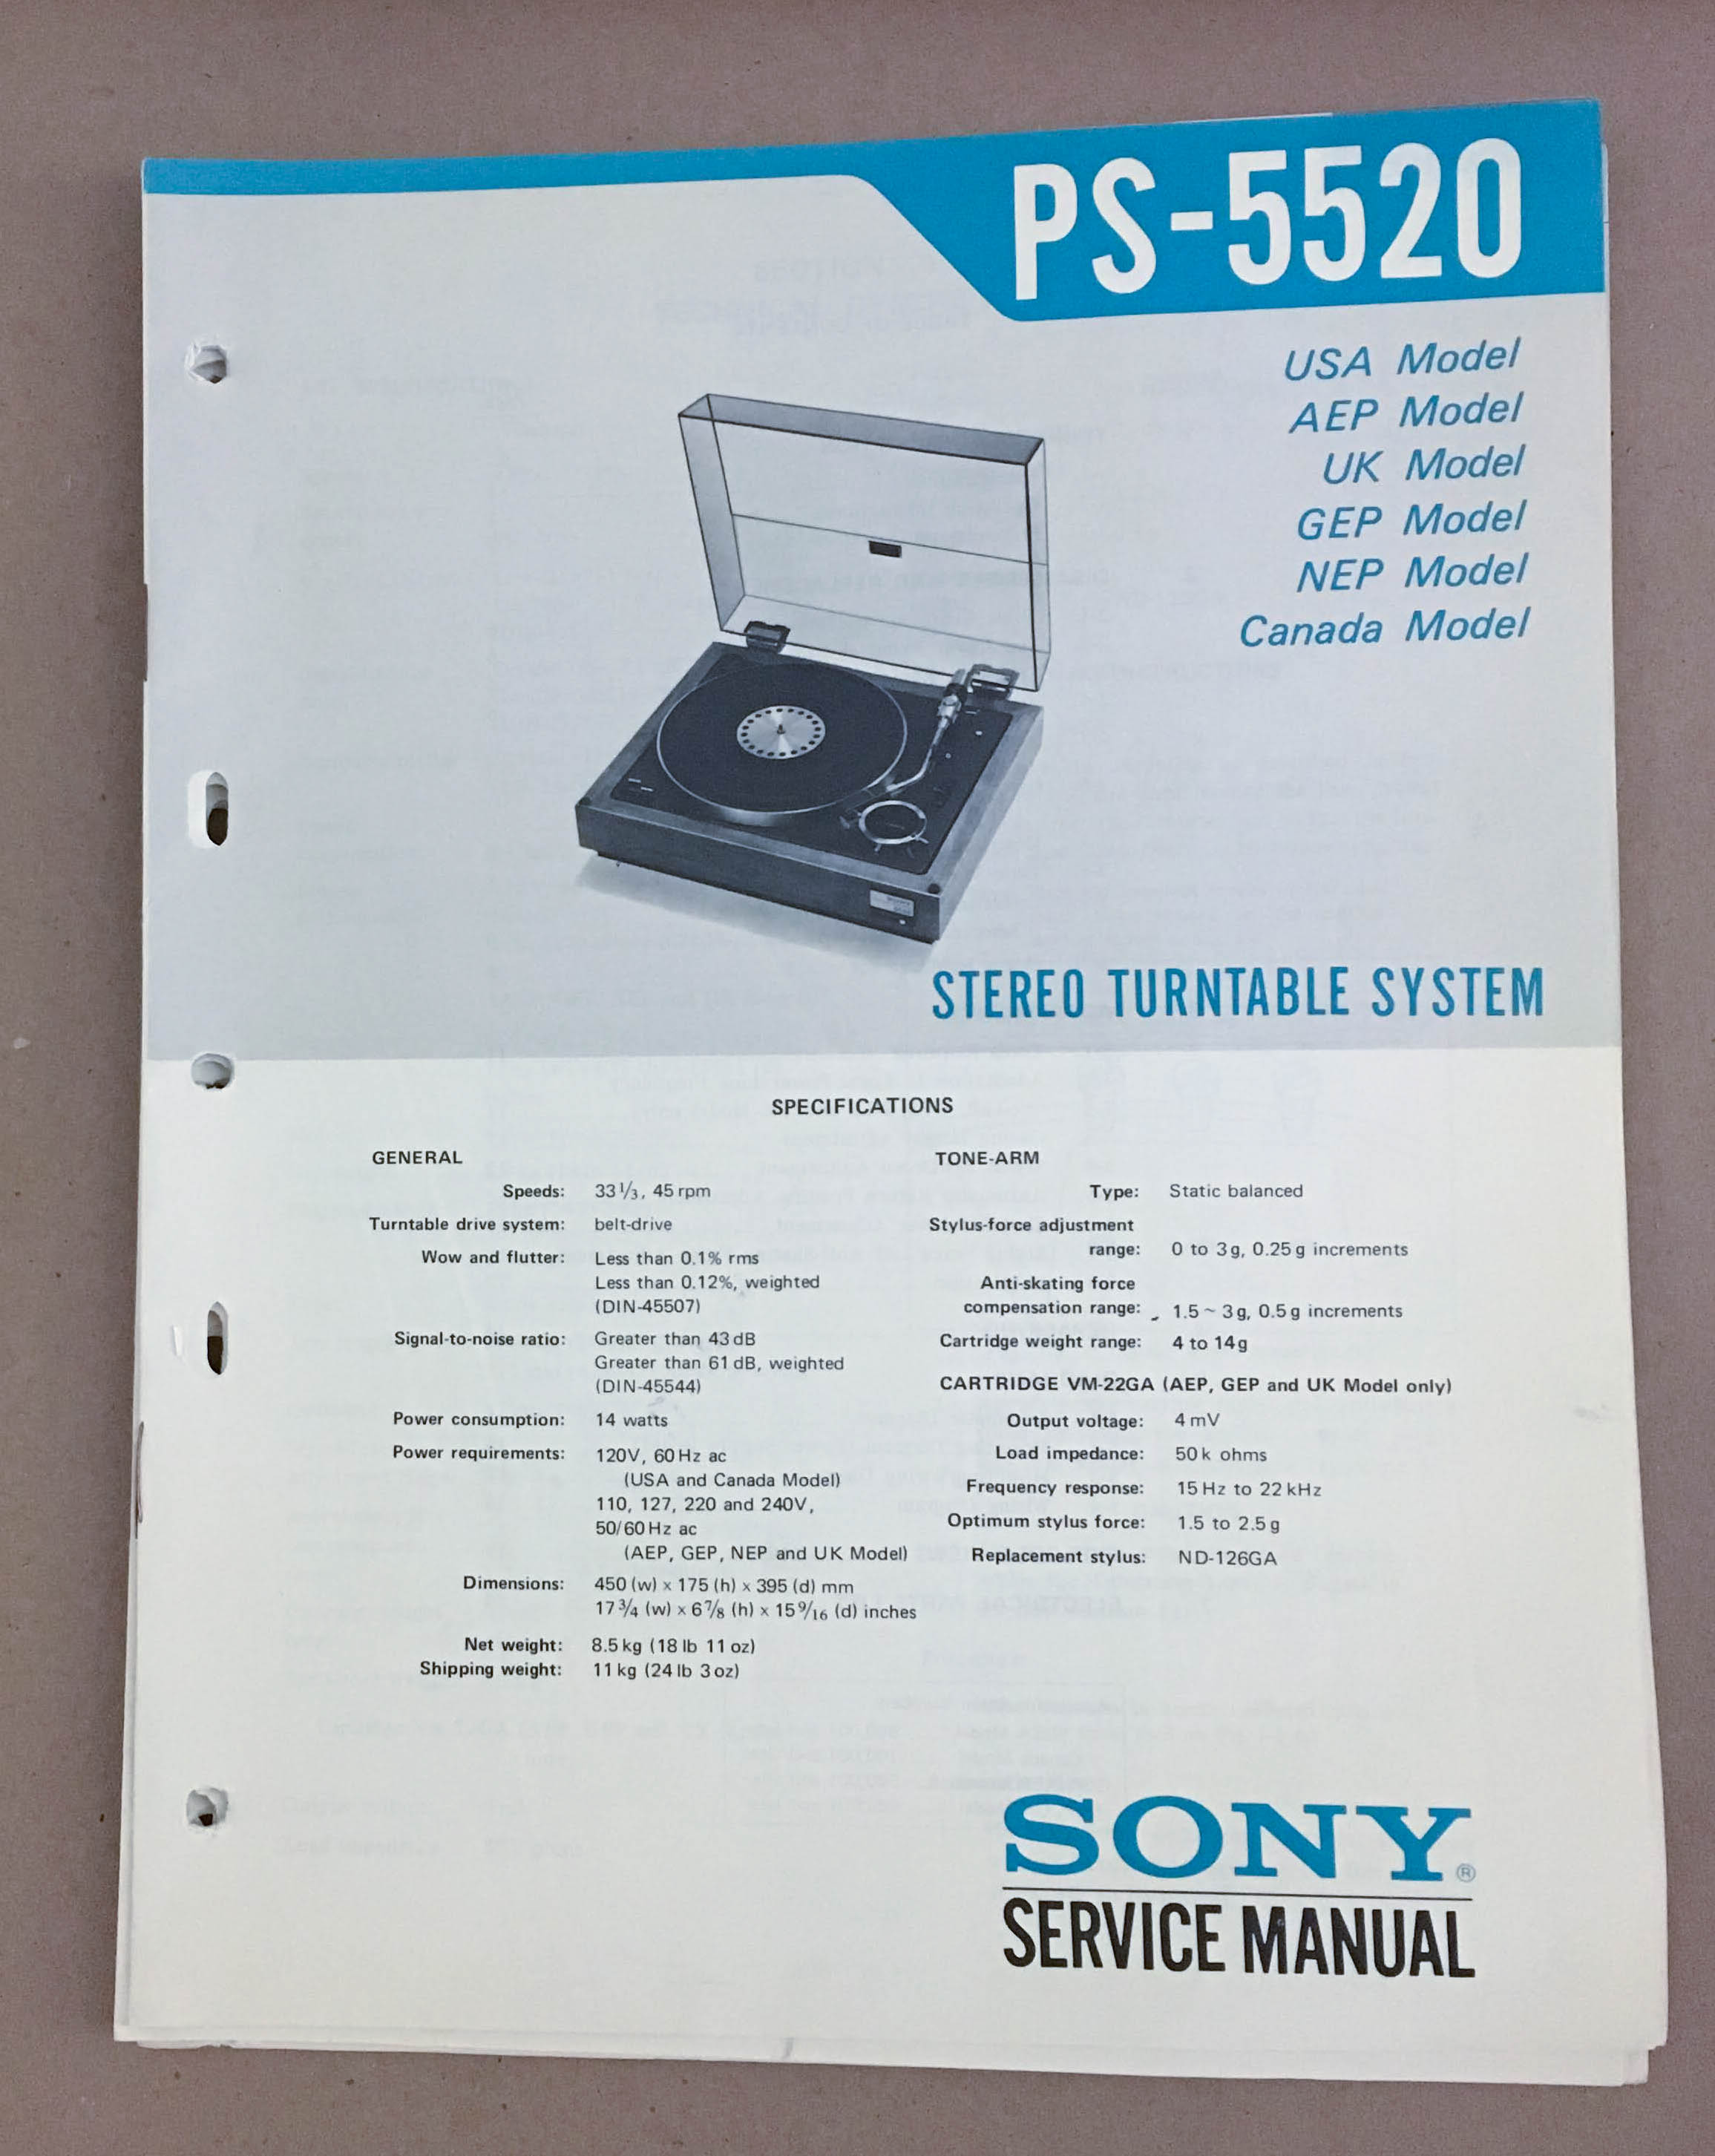 PS-5520
USA Model
AEP Model
UK Model
GEP Model
NEP Model
Canada Model
STEREO TURNTABLE SYSTEM
SPECIFICATIONS
GENERAL
Speeds: 33 1/3, 45 rpm
Turntable drive system: belt-drive
Wow and flutter: Less than 0.1% rms
Less than 0.12%, weighted
(DIN-45507)
Signal-to-noise ratio: Greater than 43 dB
Greater than 61 dB, weighted
(DIN-45544)
Power consumption: 14 watts
Power requirements: 120V, 60 Hz ac
(USA and Canada Model)
110, 127, 220 and 240V,
50/60 Hz ac
(AEP, GEP, NEP and UK Model)
Dimensions: 450 (w) x 175 (h) x 395 (d) mm
17 3/4 (w) x 6 7/8 (h) x 15 9/16 (d) inches
Net weight: 8.5 kg (18 lb 11 oz)
Shipping weight: 11 kg (24 lb 3 oz)
TONE-ARM
Type: Static balanced
Stylus-force adjustment
range: 0 to 3 g, 0.25 g increments
Anti-skating force
compensation range: 1.5 ~ 3 g, 0.5 g increments
Cartridge weight range: 4 to 14 g
CARTRIDGE VM-22GA (AEP, GEP and UK Model only)
Output voltage: 4 mV
Load impedance: 50 k ohms
Frequency response: 15 Hz to 22 kHz
Optimum stylus force: 1.5 to 2.5 g
Replacement stylus: ND-126GA
SONY®
SERVICE MANUAL